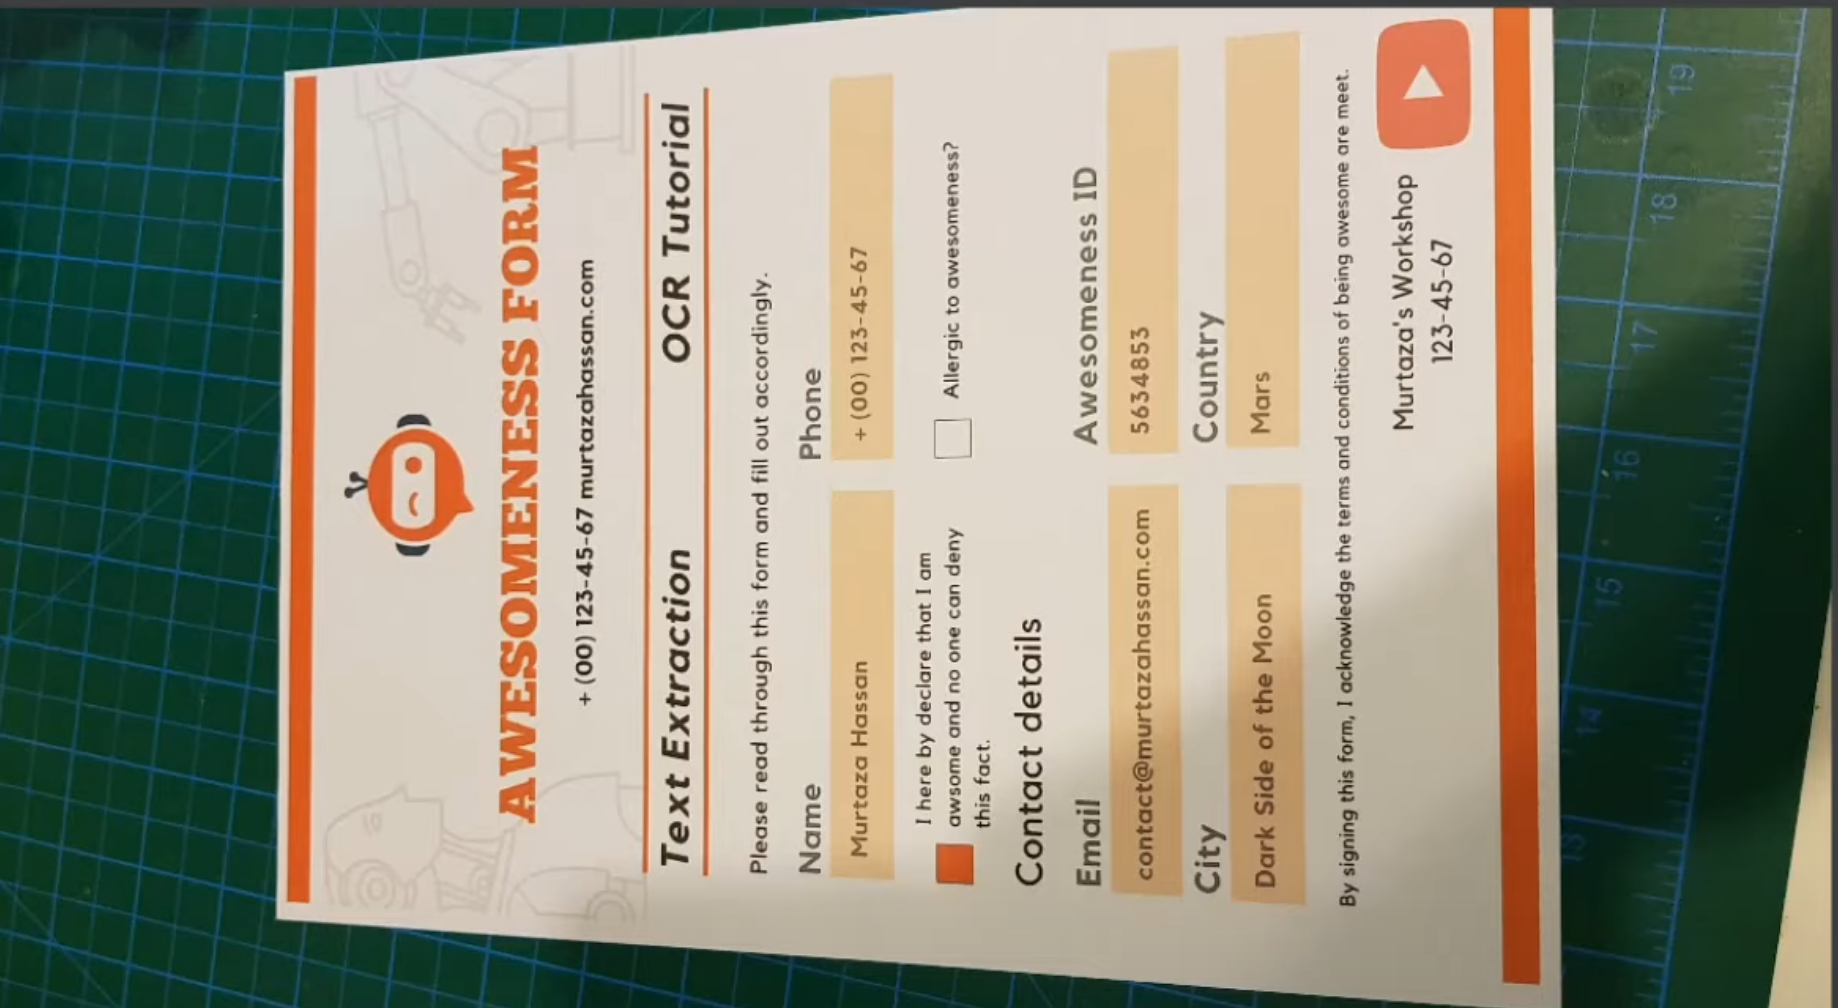 AWESOMENESS FORM
+ (00) 123-45-67 murtazahassan.com
Text Extraction OCR Tutorial
Please read through this form and fill out accordingly.
Name Phone
Murtaza Hassan + (00) 123-45-67
I here by declare that I am
awsome and no one can deny
this fact.
Allergic to awesomeness?
Contact details
Email Awesomeness ID
contact@murtazahassan.com 5634853
City Country
Dark Side of the Moon Mars
By signing this form, I acknowledge the terms and conditions of being awesome are meet.
Murtaza's Workshop
123-45-67
13
14
15
16
17
18
19